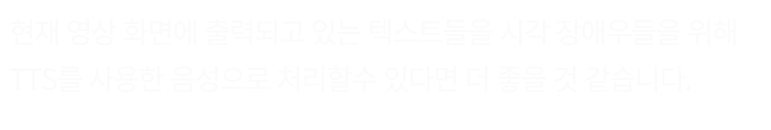 현재 영상 화면에 출력되고 있는 텍스트들을 시각 장애우들을 위해
TTS를 사용한 음성으로 처리할수 있다면 더 좋을 것 같습니다.